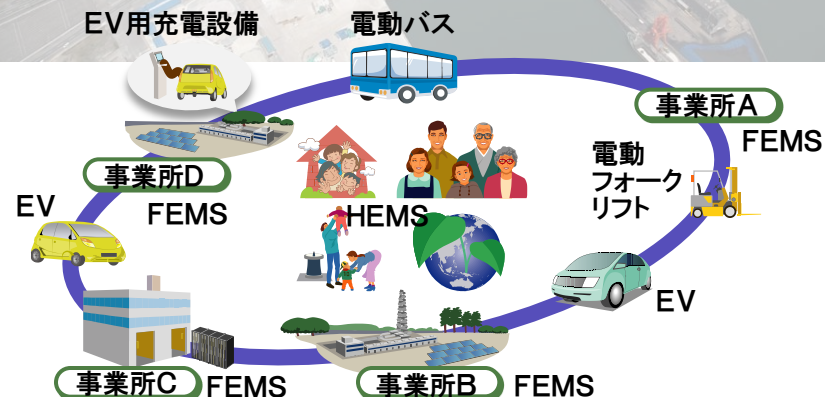 EV用充電設備
電動バス
事業所A
FEMS
電動
フォーク
リフト
事業所D
FEMS
EV
HEMS
EV
事業所C
FEMS
事業所B
FEMS